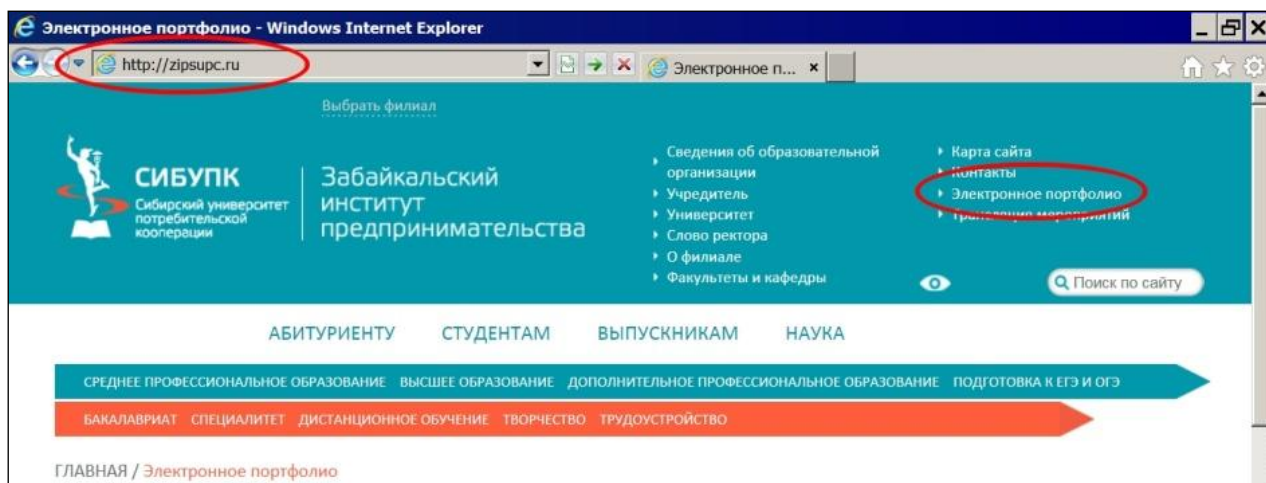 Электронное портфолио - Windows Internet Explorer
http://zipsupc.ru
Электронное п...
Выбрать филиал
СИБУПК
Сибирский университет
потребительской
кооперации
Забайкальский
институт
предпринимательства
Сведения об образовательной
организации
Учредитель
Университет
Слово ректора
О филиале
Факультеты и кафедры
Карта сайта
Контакты
Электронное портфолио
Трансляция мероприятий
Поиск по сайту
АБИТУРИЕНТУ СТУДЕНТАМ ВЫПУСКНИКАМ НАУКА
СРЕДНЕЕ ПРОФЕССИОНАЛЬНОЕ ОБРАЗОВАНИЕ ВЫСШЕЕ ОБРАЗОВАНИЕ ДОПОЛНИТЕЛЬНОЕ ПРОФЕССИОНАЛЬНОЕ ОБРАЗОВАНИЕ ПОДГОТОВКА К ЕГЭ И ОГЭ
БАКАЛАВРИАТ СПЕЦИАЛИТЕТ ДИСТАНЦИОННОЕ ОБУЧЕНИЕ ТВОРЧЕСТВО ТРУДОУСТРОЙСТВО
ГЛАВНАЯ / Электронное портфолио